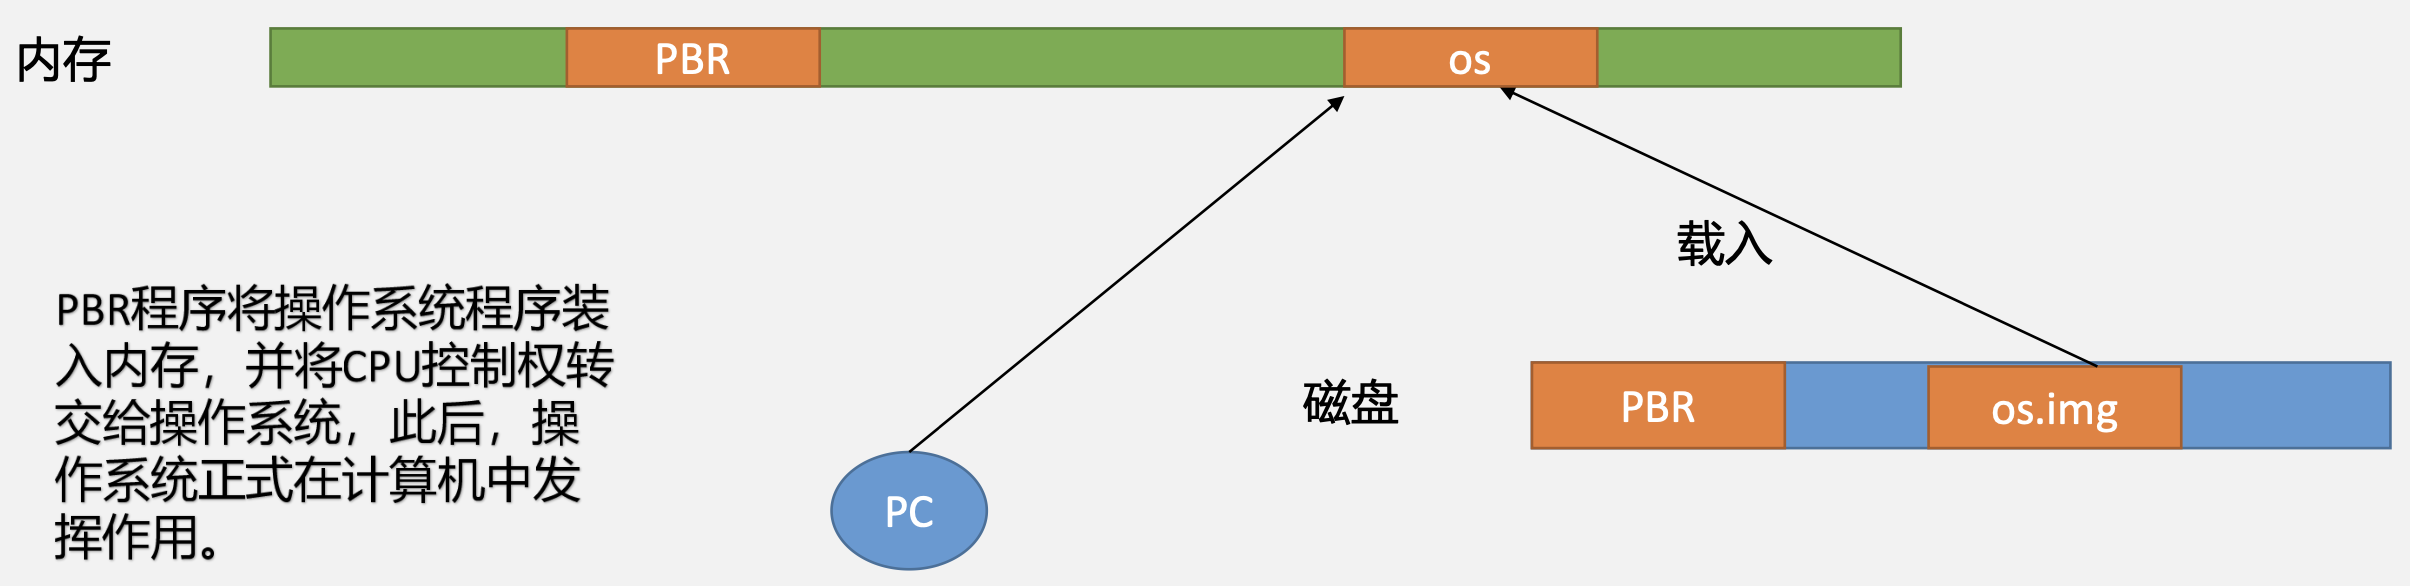 内存
PBR
os
载入
PBR程序将操作系统程序装
入内存，并将CPU控制权转
交给操作系统，此后，操
作系统正式在计算机中发
挥作用。
磁盘
PBR
os.img
PC